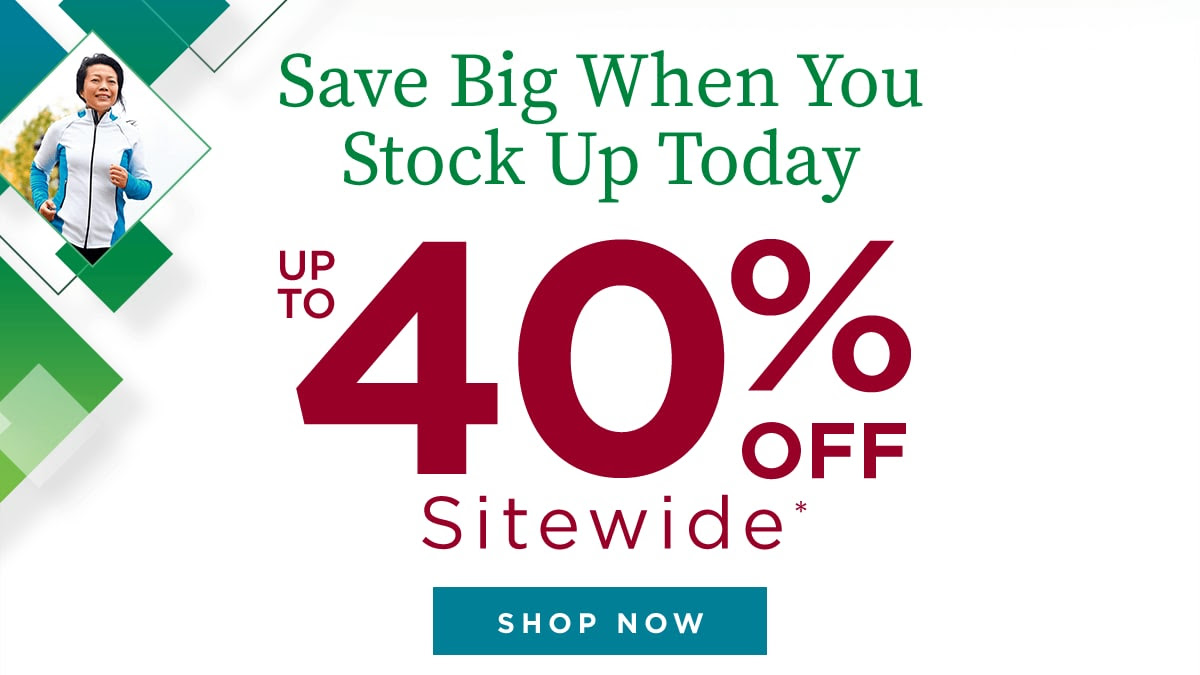 Save Big When You
Stock Up Today
UP
TO
40%
OFF
Sitewide*
SHOP NOW